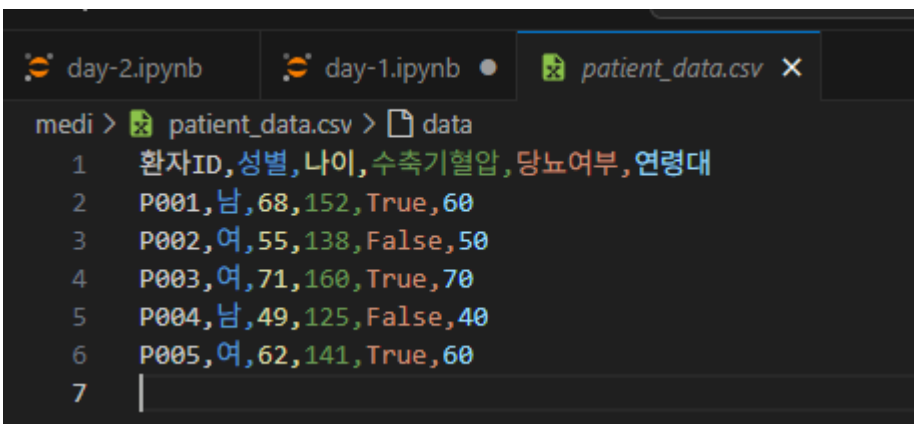 day-2.ipynb day-1.ipynb patient_data.csv
medi > patient_data.csv > data
1 환자ID,성별,나이,수축기혈압,당뇨여부,연령대
2 P001,남,68,152,True,60
3 P002,여,55,138,False,50
4 P003,여,71,160,True,70
5 P004,남,49,125,False,40
6 P005,여,62,141,True,60
7